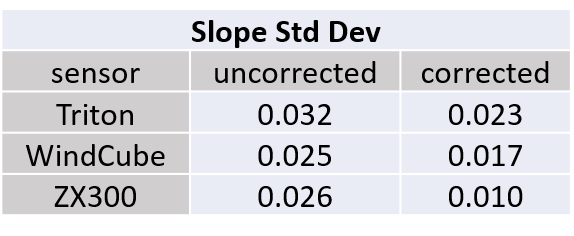 Slope Std Dev
sensor uncorrected corrected
Triton 0.032 0.023
WindCube 0.025 0.017
ZX300 0.026 0.010